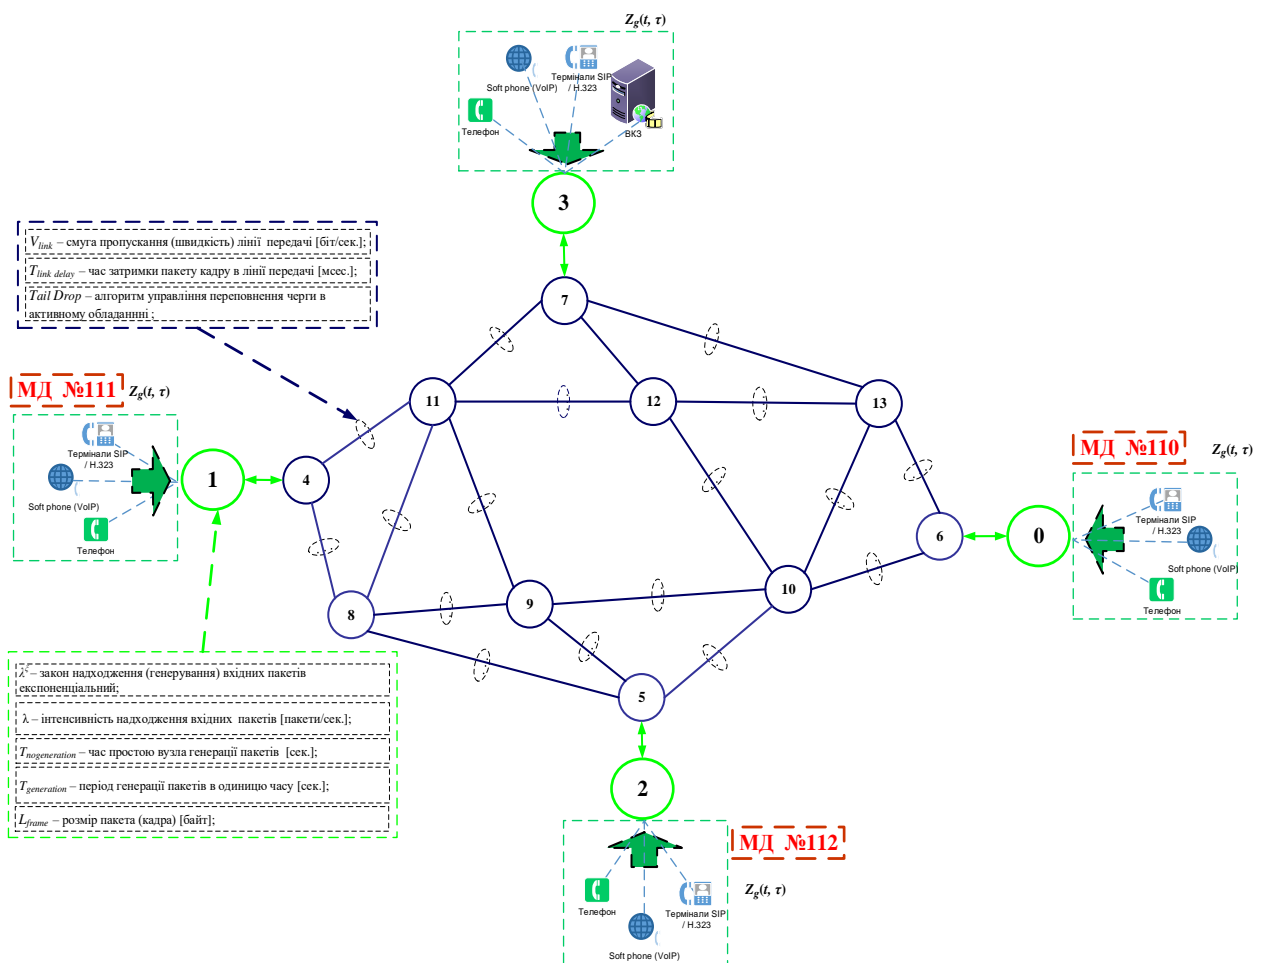 Zg(t, τ)
Soft phone (VoIP)
Термінали SIP
/ H.323
Телефон
ВКЗ
3
Vlink – смуга пропускання (швидкість) лінії передачі [біт/сек.];
Tlink delay – час затримки пакету кадру в лінії передачі [мсек.];
Tail Drop – алгоритм управління переповнення черги в
активному обладаннні ;
7
МД №111
Zg(t, τ)
11
12
13
Термінали SIP
/ H.323
Soft phone (VoIP)
Телефон
1
4
МД №110
Zg(t, τ)
6
0
Термінали SIP
/ H.323
Soft phone (VoIP)
Телефон
8
9
10
5
λξ – закон надходження (генерування) вхідних пакетів
експоненціальний;
λ – інтенсивність надходження вхідних пакетів [пакети/сек.];
Tnogeneration – час простою вузла генерації пакетів [сек.];
Tgeneration – період генерації пакетів в одиницю часу [сек.];
Lframe – розмір пакета (кадра) [байт];
2
МД №112
Zg(t, τ)
Телефон
Термінали SIP
/ H.323
Soft phone (VoIP)